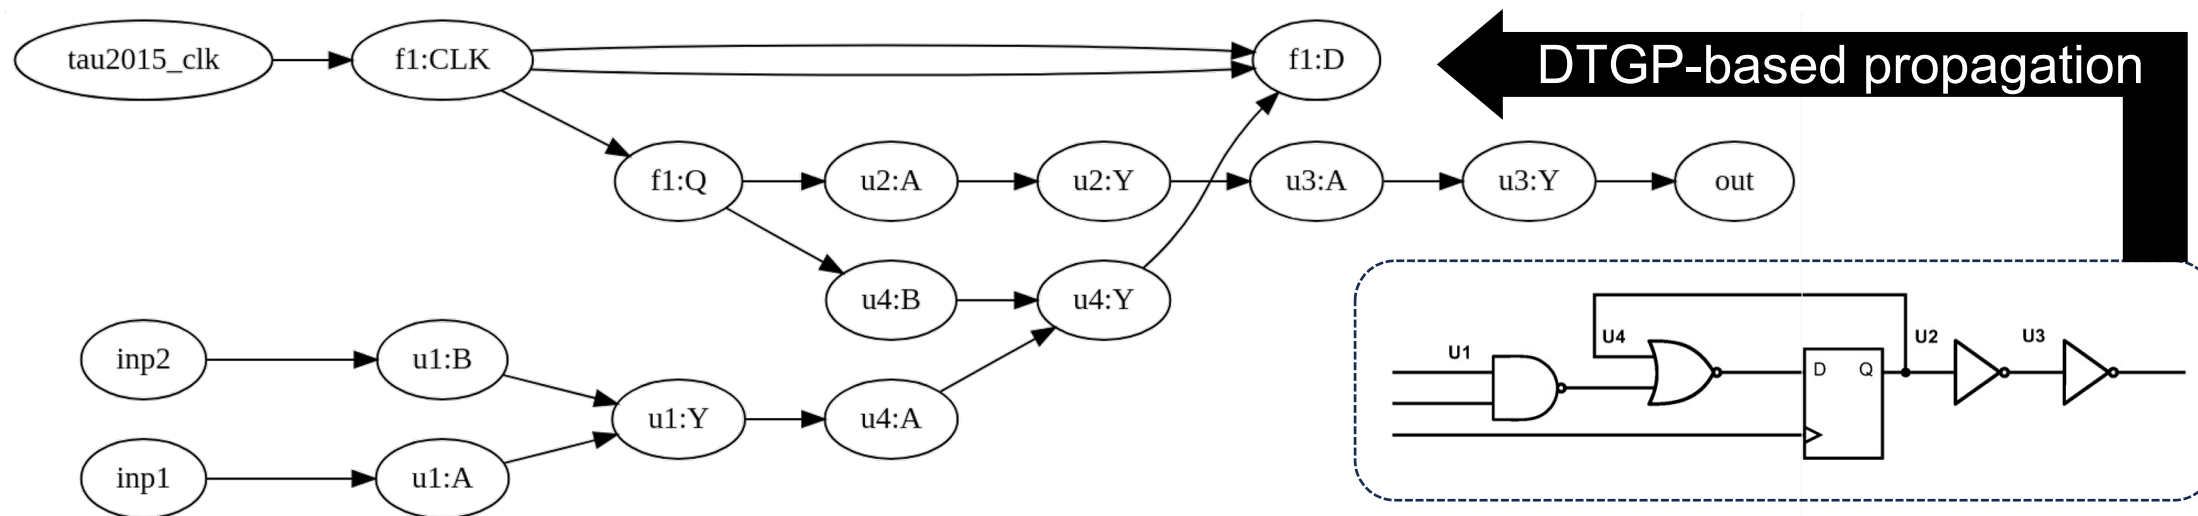 tau2015_clk
f1:CLK
f1:D
DTGP-based propagation
f1:Q
u2:A
u2:Y
u3:A
u3:Y
out
u4:B
u4:Y
inp2
u1:B
u1:Y
u4:A
inp1
u1:A
U1
U4
D
Q
U2
U3